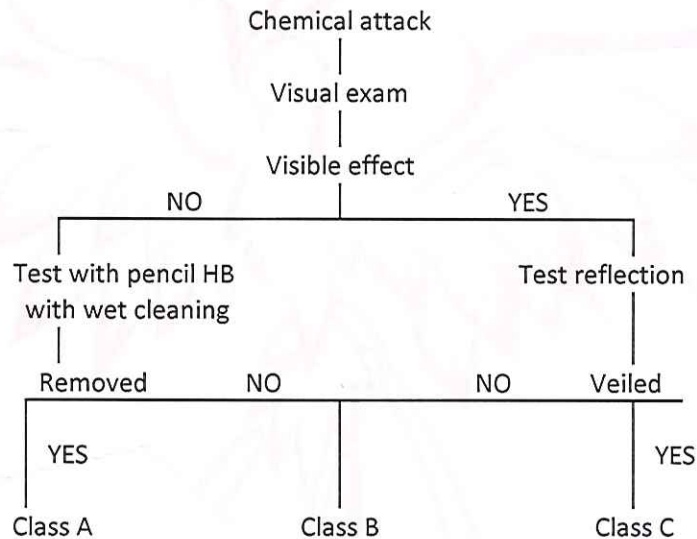 Chemical attack
Visual exam
Visible effect
NO YES
Test with pencil HB Test reflection
with wet cleaning
Removed NO NO Veiled
YES YES
Class A Class B Class C